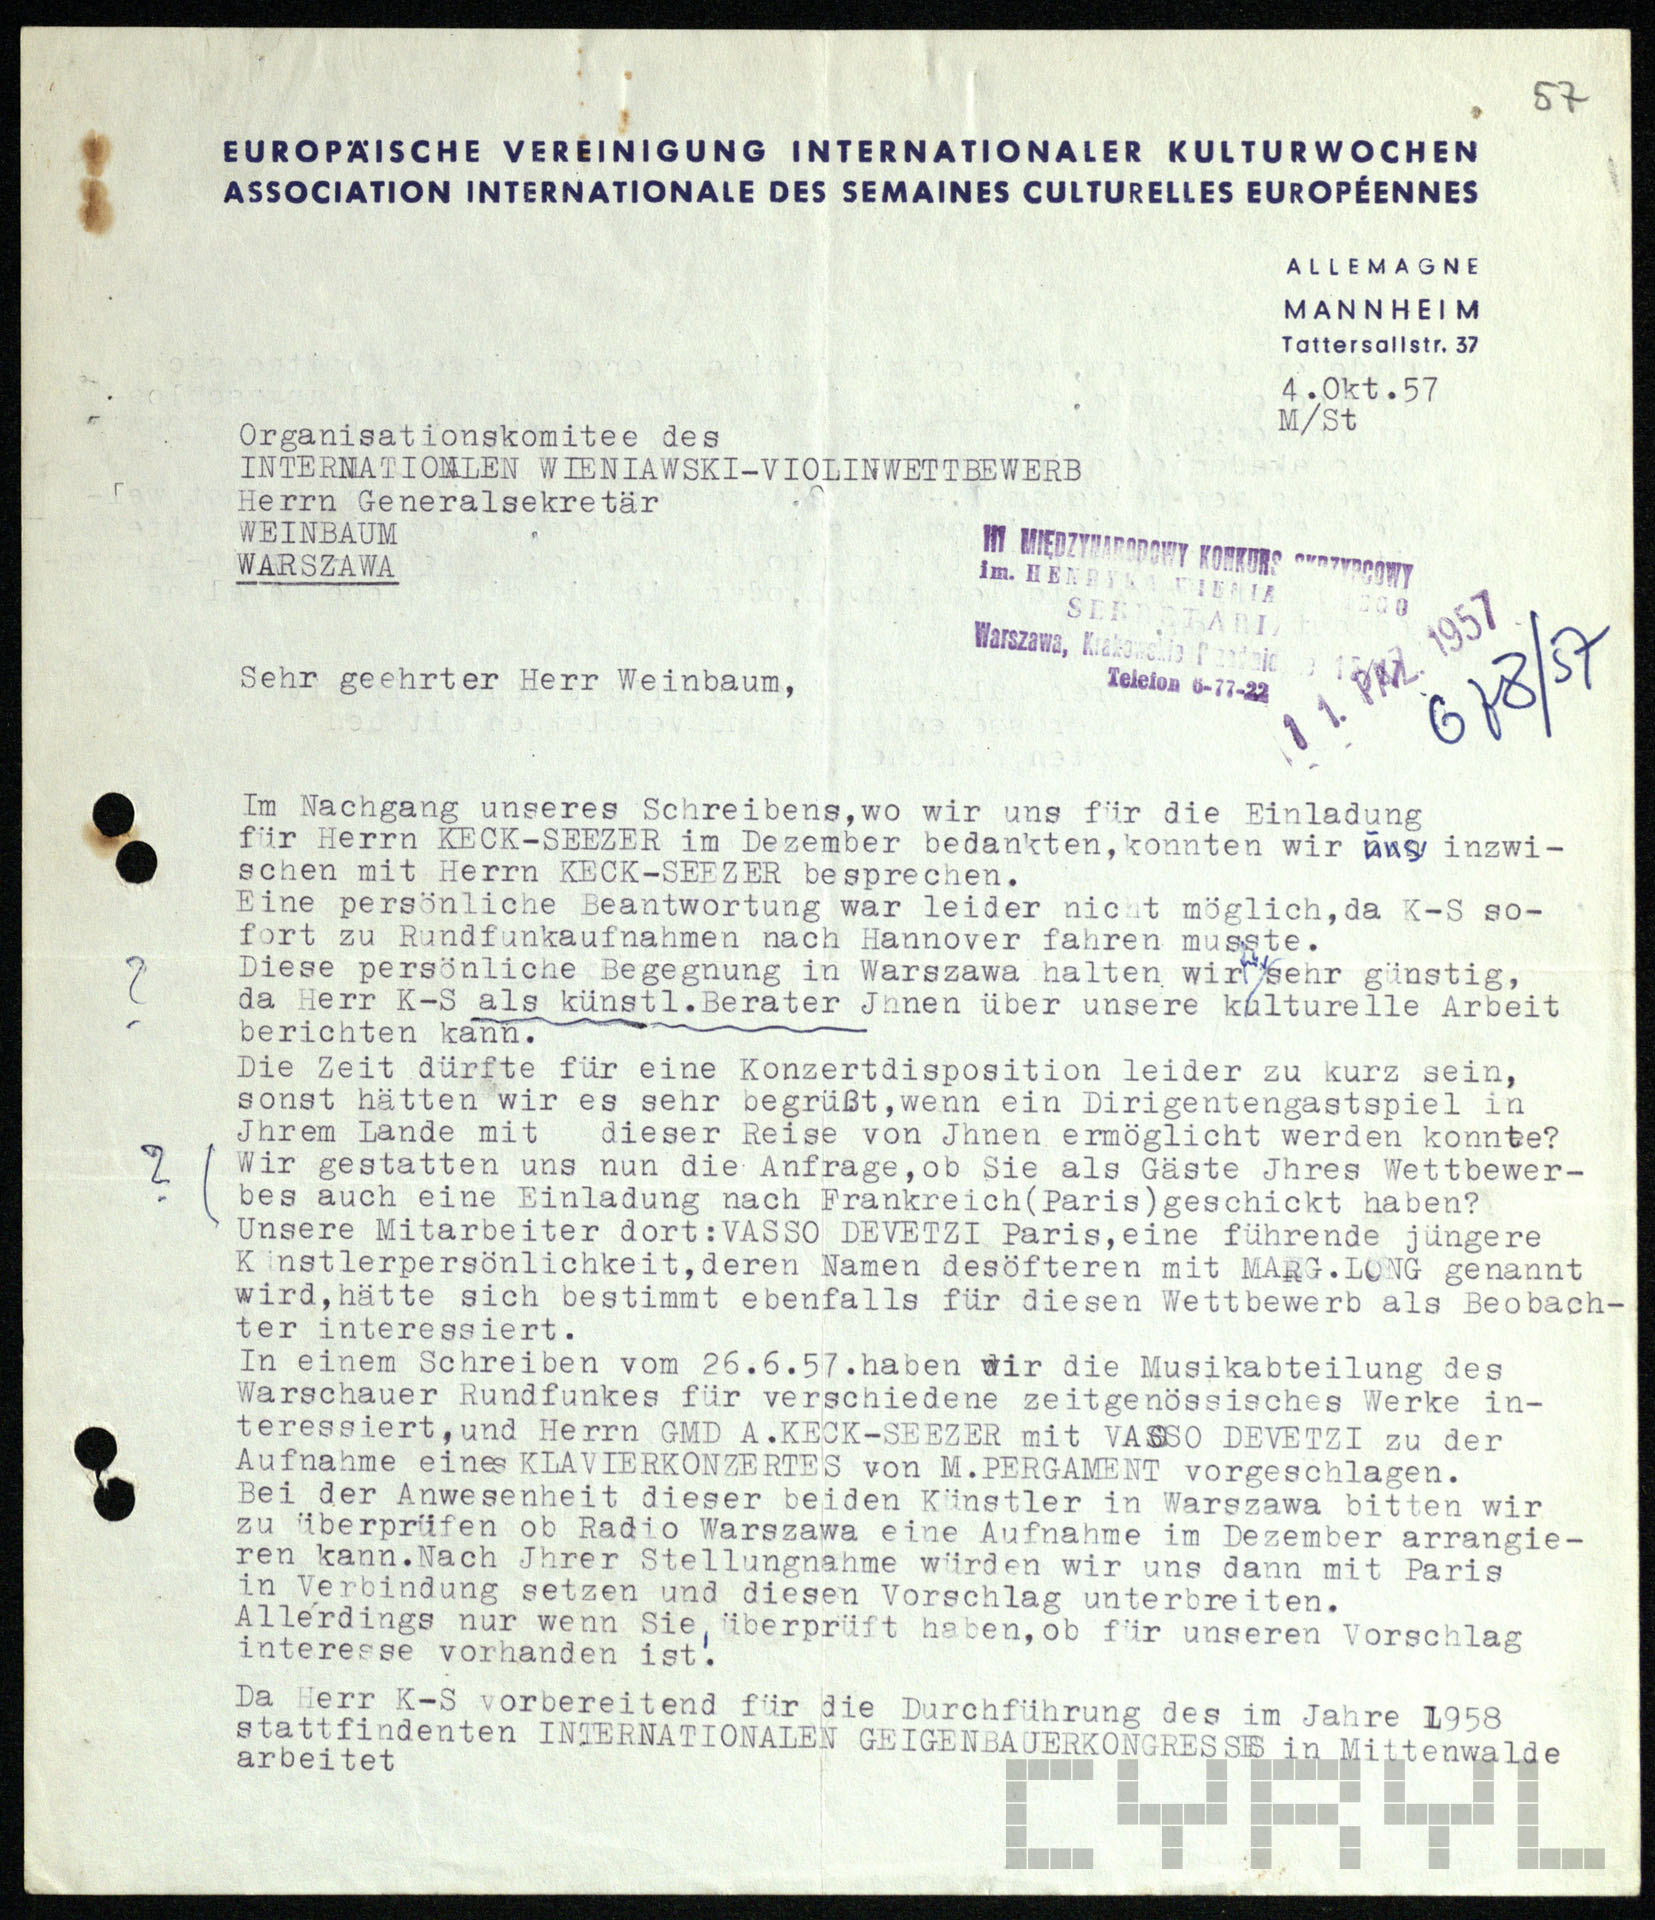 57
EUROPÄISCHE VEREINIGUNG INTERNATIONALER KULTURWOCHEN
ASSOCIATION INTERNATIONALE DES SEMAINES CULTURELLES EUROPÉENNES
ALLEMAGNE
MANNHEIM
Tattersallstr. 37
4.Okt.57
M/St
Organisationskomitee des
INTERNATIONALEN WIENIAWSKI-VIOLINWETTBEWERB
Herrn Generalsekretär
WEINBAUM
WARSZAWA
III MIĘDZYNARODOWY KONKURS SKRZYPCOWY
im. HENRYKA WIENIAWSKIEGO
SEKRETARIAT
Warszawa, Krakowskie Przedmieście 15/17
Telefon 6-77-22
11. PAŹ. 1957
678/57
Sehr geehrter Herr Weinbaum,
Im Nachgang unseres Schreibens,wo wir uns für die Einladung
für Herrn KECK-SEEZER im Dezember bedankten,konnten wir uns inzwi-
schen mit Herrn KECK-SEEZER besprechen.
Eine persönliche Beantwortung war leider nicht möglich,da K-S so-
fort zu Rundfunkaufnahmen nach Hannover fahren musste.
? Diese persönliche Begegnung in Warszawa halten wir sehr günstig,
da Herr K-S als künstl.Berater Jhnen über unsere kulturelle Arbeit
berichten kann.
Die Zeit dürfte für eine Konzertdisposition leider zu kurz sein,
sonst hätten wir es sehr begrüßt,wenn ein Dirigentengastspiel in
Jhrem Lande mit dieser Reise von Jhnen ermöglicht werden konnte?
? ( Wir gestatten uns nun die Anfrage,ob Sie als Gäste Jhres Wettbewer-
bes auch eine Einladung nach Frankreich(Paris)geschickt haben?
Unsere Mitarbeiter dort:VASSO DEVETZI Paris,eine führende jüngere
Künstlerpersönlichkeit,deren Namen desöfteren mit MARG.LONG genannt
wird,hätte sich bestimmt ebenfalls für diesen Wettbewerb als Beobach-
ter interessiert.
In einem Schreiben vom 26.6.57.haben wir die Musikabteilung des
Warschauer Rundfunkes für verschiedene zeitgenössisches Werke in-
teressiert,und Herrn GMD A.KECK-SEEZER mit VASSO DEVETZI zu der
Aufnahme eines KLAVIERKONZERTES von M.PERGAMENT vorgeschlagen.
Bei der Anwesenheit dieser beiden Künstler in Warszawa bitten wir
zu überprüfen ob Radio Warszawa eine Aufnahme im Dezember arrangie-
ren kann.Nach Jhrer Stellungnahme würden wir uns dann mit Paris
in Verbindung setzen und diesen Vorschlag unterbreiten.
Allerdings nur wenn Sie, überprüft haben,ob für unseren Vorschlag
interesse vorhanden ist!
Da Herr K-S vorbereitend für die Durchführung des im Jahre 1958
stattfindenten INTERNATIONALEN GEIGENBAUERKONGRESSES in Mittenwalde
arbeitet
CYRYL